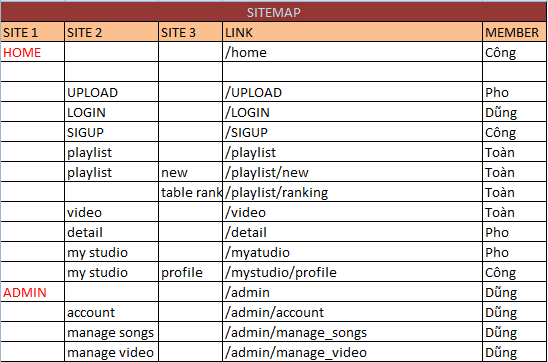 SITEMAP
SITE 1 SITE 2 SITE 3 LINK MEMBER
HOME /home Công
UPLOAD /UPLOAD Pho
LOGIN /LOGIN Dũng
SIGUP /SIGUP Công
playlist /playlist Toàn
playlist new /playlist/new Toàn
table rank /playlist/ranking Toàn
video /video Toàn
detail /detail Pho
my studio /myatudio Pho
my studio profile /mystudio/profile Công
ADMIN /admin Dũng
account /admin/account Dũng
manage songs /admin/manage_songs Dũng
manage video /admin/manage_video Dũng